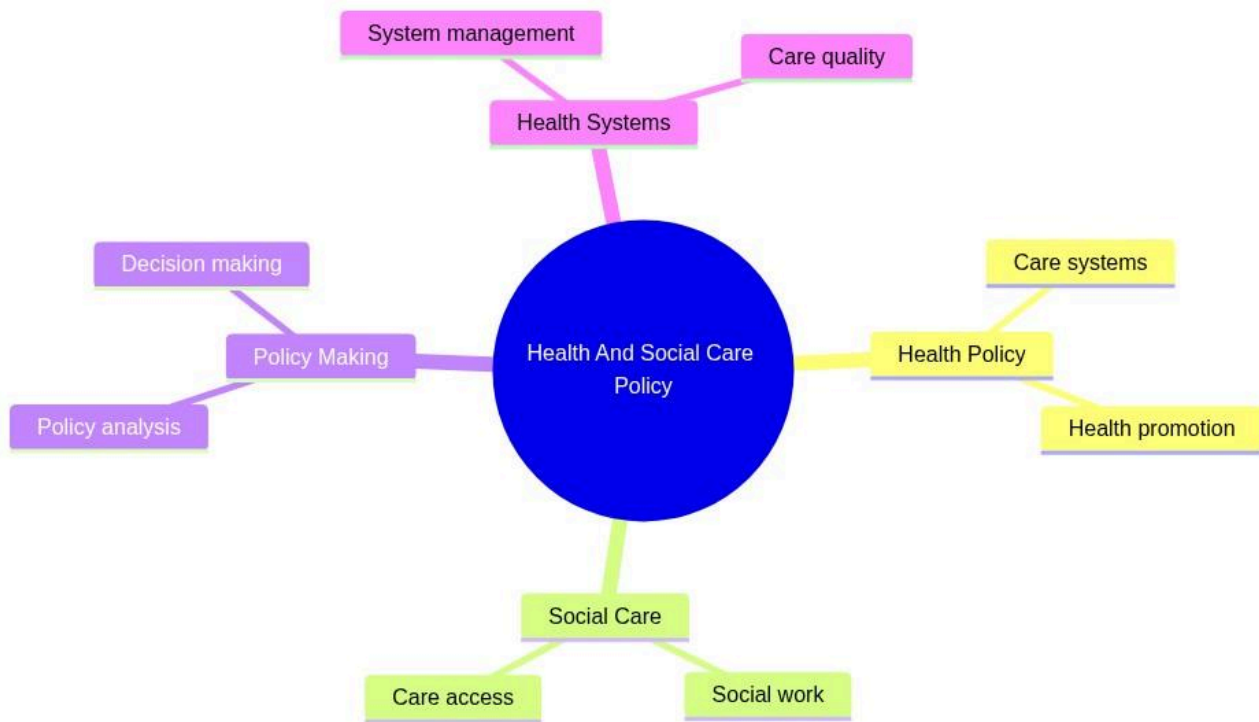 System management
Care quality
Health Systems
Decision making
Care systems
Policy Making
Health And Social Care
Policy
Health Policy
Policy analysis
Health promotion
Social Care
Care access
Social work